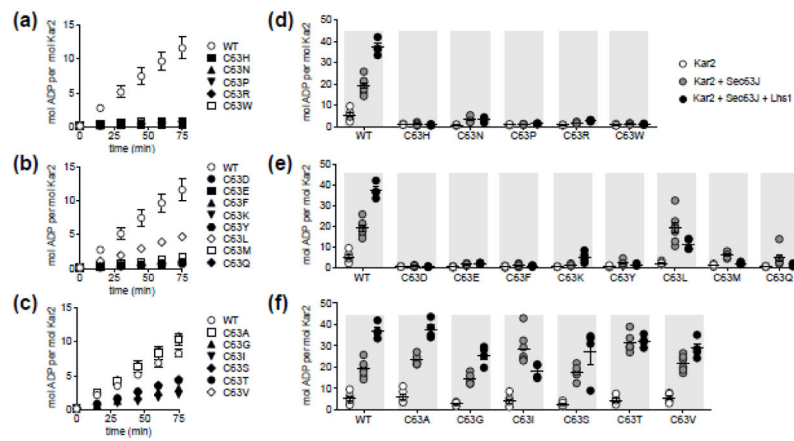 (a)
mol ADP per mol Kar2
15
10
5
0
0 25 50 75
time (min)
WT
C63H
C63N
C63P
C63R
C63W
(d)
mol ADP per mol Kar2
50
40
30
20
10
0
WT C63H C63N C63P C63R C63W
Kar2
Kar2 + Sec63J
Kar2 + Sec63J + Lhs1
(b)
mol ADP per mol Kar2
15
10
5
0
0 25 50 75
time (min)
WT
C63D
C63E
C63F
C63K
C63Y
C63L
C63M
C63Q
(e)
mol ADP per mol Kar2
50
40
30
20
10
0
WT C63D C63E C63F C63K C63Y C63L C63M C63Q
(c)
mol ADP per mol Kar2
15
10
5
0
0 25 50 75
time (min)
WT
C63A
C63G
C63I
C63S
C63T
C63V
(f)
mol ADP per mol Kar2
50
40
30
20
10
0
WT C63A C63G C63I C63S C63T C63V